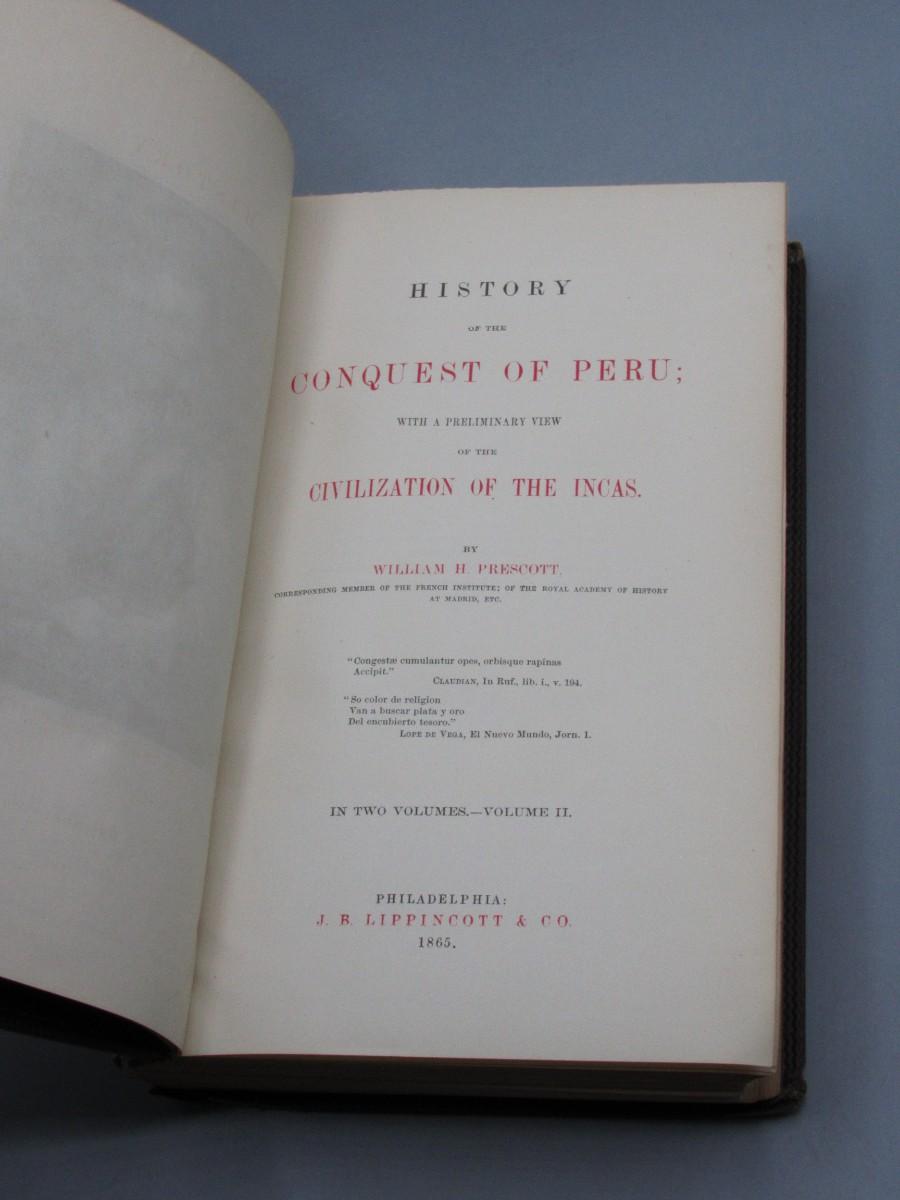 HISTORY
OF THE
CONQUEST OF PERU;
WITH A PRELIMINARY VIEW
OF THE
CIVILIZATION OF THE INCAS.
BY
WILLIAM H. PRESCOTT,
CORRESPONDING MEMBER OF THE FRENCH INSTITUTE; OF THE ROYAL ACADEMY OF HISTORY
AT MADRID, ETC.
"Congestæ cumulantur opes, orbisque rapinas
Accipit."
CLAUDIAN, In Ruf., lib. i., v. 194.
"So color de religion
Van a buscar plata y oro
Del encubierto tesoro."
LOPE DE VEGA, El Nuevo Mundo, Jorn. 1.
IN TWO VOLUMES.—VOLUME II.
PHILADELPHIA:
J. B. LIPPINCOTT & CO.
1865.